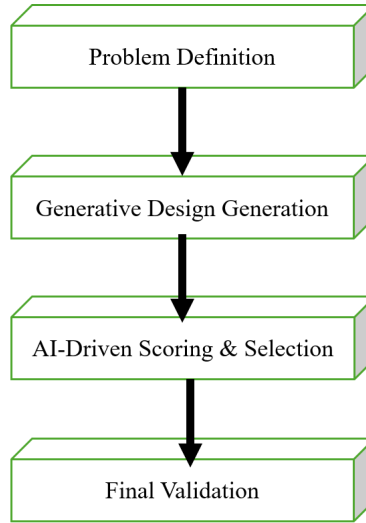 Problem Definition
Generative Design Generation
AI-Driven Scoring & Selection
Final Validation